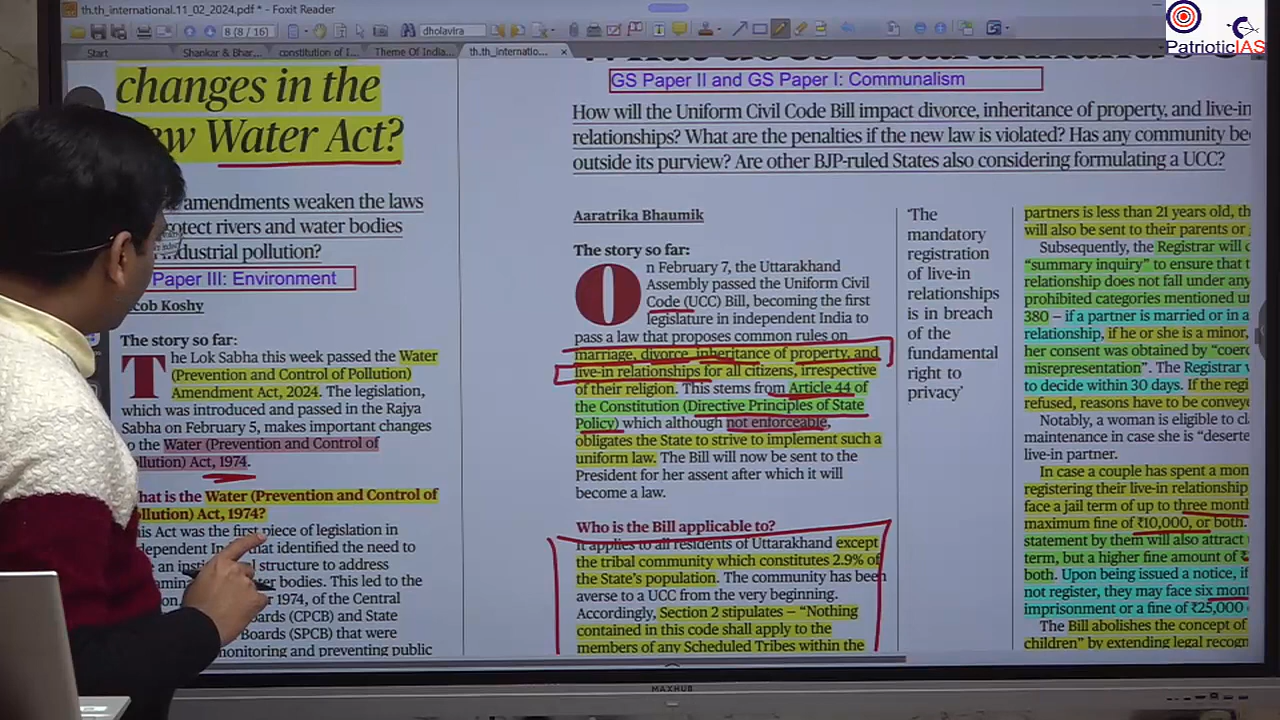 th.th_international.11_02_2024.pdf * - Foxit Reader
8 (8 / 16)
dholavira
Start
Shankar & Bhar...
constitution of I...
Theme Of India...
th.th_internatio...
PatrioticIAS
changes in the
Water Act?
amendments weaken the laws
rivers and water bodies
industrial pollution?
Paper III: Environment
Koshy
The story so far:
The Lok Sabha this week passed the Water
(Prevention and Control of Pollution)
Amendment Act, 2024. The legislation,
which was introduced and passed in the Rajya
Sabha on February 5, makes important changes
to the Water (Prevention and Control of
Pollution) Act, 1974.
What is the Water (Prevention and Control of
Pollution) Act, 1974?
This Act was the first piece of legislation in
that identified the need to
structure to address
water bodies. This led to the
1974, of the Central
Boards (CPCB) and State
Boards (SPCB) that were
monitoring and preventing public
GS Paper II and GS Paper I: Communalism
How will the Uniform Civil Code Bill impact divorce, inheritance of property, and live-in
relationships? What are the penalties if the new law is violated? Has any community be
outside its purview? Are other BJP-ruled States also considering formulating a UCC?
Aaratrika Bhaumik
The story so far:
On February 7, the Uttarakhand
Assembly passed the Uniform Civil
Code (UCC) Bill, becoming the first
legislature in independent India to
pass a law that proposes common rules on
marriage, divorce, inheritance of property, and
live-in relationships for all citizens, irrespective
of their religion. This stems from Article 44 of
the Constitution (Directive Principles of State
Policy) which although not enforceable,
obligates the State to strive to implement such a
uniform law. The Bill will now be sent to the
President for her assent after which it will
become a law.
Who is the Bill applicable to?
It applies to all residents of Uttarakhand except
the tribal community which constitutes 2.9% of
the State's population. The community has been
averse to a UCC from the very beginning.
Accordingly, Section 2 stipulates – "Nothing
contained in this code shall apply to the
members of any Scheduled Tribes within the
'The
mandatory
registration
of live-in
relationships
is in breach
of the
fundamental
right to
privacy'
partners is less than 21 years old, th
will also be sent to their parents or
Subsequently, the Registrar will c
"summary inquiry" to ensure that t
relationship does not fall under any
prohibited categories mentioned un
380 – if a partner is married or in a
relationship, if he or she is a minor,
her consent was obtained by "coerc
misrepresentation". The Registrar
to decide within 30 days. If the regi
refused, reasons have to be conveye
Notably, a woman is eligible to cl
maintenance in case she is "deserte
live-in partner.
In case a couple has spent a mon
registering their live-in relationship
face a jail term of up to three month
maximum fine of ₹10,000, or both.
statement by them will also attract
term, but a higher fine amount of ₹
both. Upon being issued a notice, if
not register, they may face six mont
imprisonment or a fine of ₹25,000
The Bill abolishes the concept of
children" by extending legal recogn
MAXHUB